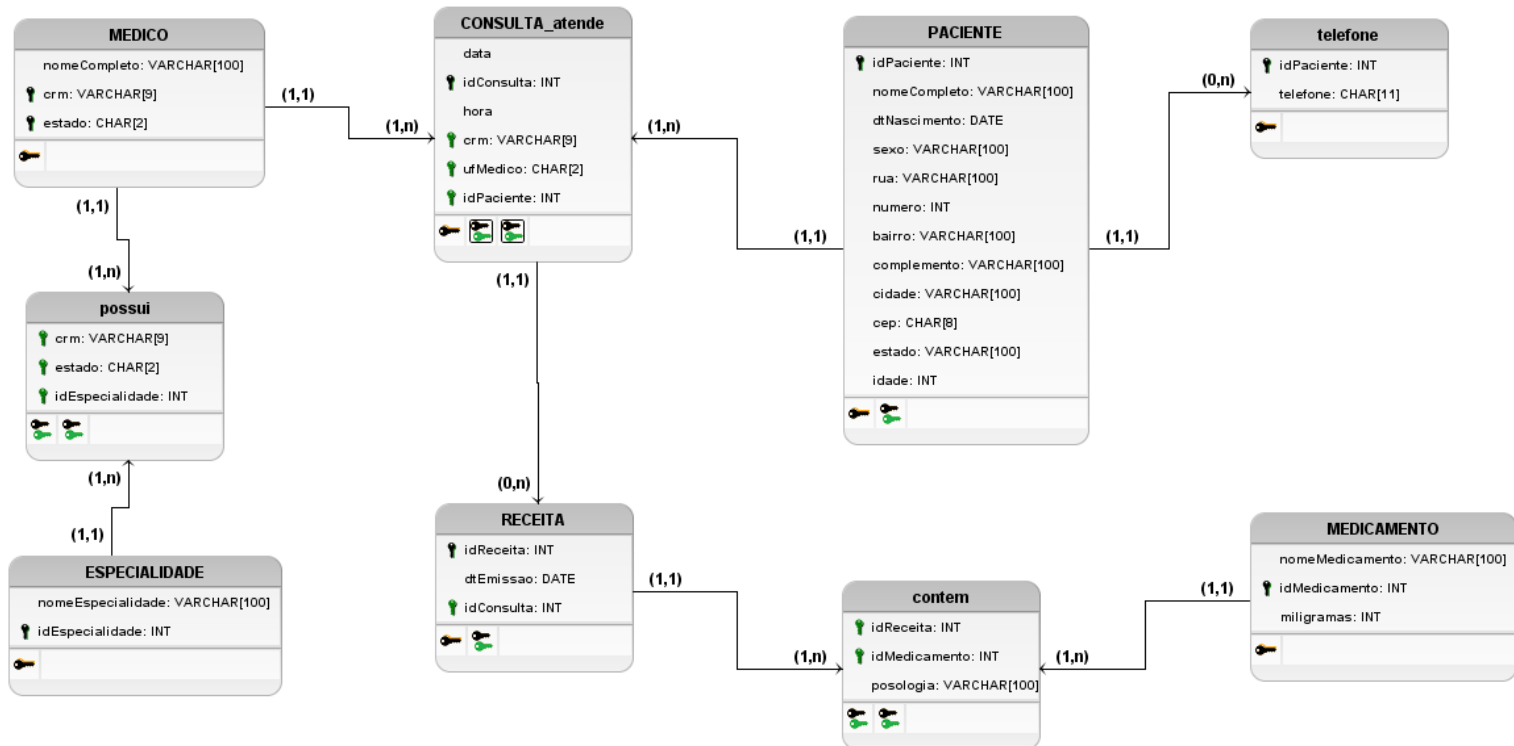 MEDICO
nomeCompleto: VARCHAR[100]
crm: VARCHAR[9]
estado: CHAR[2]
(1,1)
(1,n)
(1,1)
(1,n)
CONSULTA_atende
data
idConsulta: INT
hora
crm: VARCHAR[9]
ufMedico: CHAR[2]
idPaciente: INT
(1,n)
(1,1)
(1,1)
PACIENTE
idPaciente: INT
nomeCompleto: VARCHAR[100]
dtNascimento: DATE
sexo: VARCHAR[100]
rua: VARCHAR[100]
numero: INT
bairro: VARCHAR[100]
complemento: VARCHAR[100]
cidade: VARCHAR[100]
cep: CHAR[8]
estado: VARCHAR[100]
idade: INT
(1,1)
(0,n)
telefone
idPaciente: INT
telefone: CHAR[11]
possui
crm: VARCHAR[9]
estado: CHAR[2]
idEspecialidade: INT
(1,n)
(1,1)
ESPECIALIDADE
nomeEspecialidade: VARCHAR[100]
idEspecialidade: INT
(0,n)
RECEITA
idReceita: INT
dtEmissao: DATE
idConsulta: INT
(1,1)
(1,n)
contem
idReceita: INT
idMedicamento: INT
posologia: VARCHAR[100]
(1,n)
(1,1)
MEDICAMENTO
nomeMedicamento: VARCHAR[100]
idMedicamento: INT
miligramas: INT